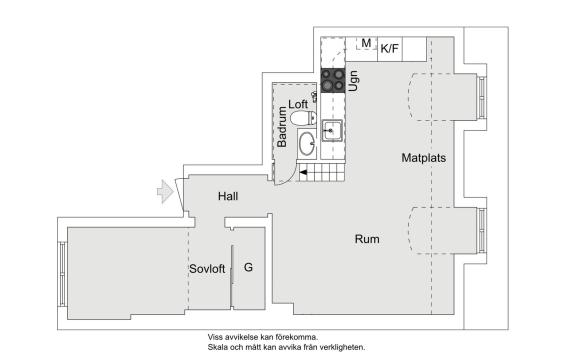 M
K/F
Ugn
Loft
Badrum
Matplats
Hall
Rum
Sovloft
G
Viss avvikelse kan förekomma.
Skala och mått kan avvika från verkligheten.